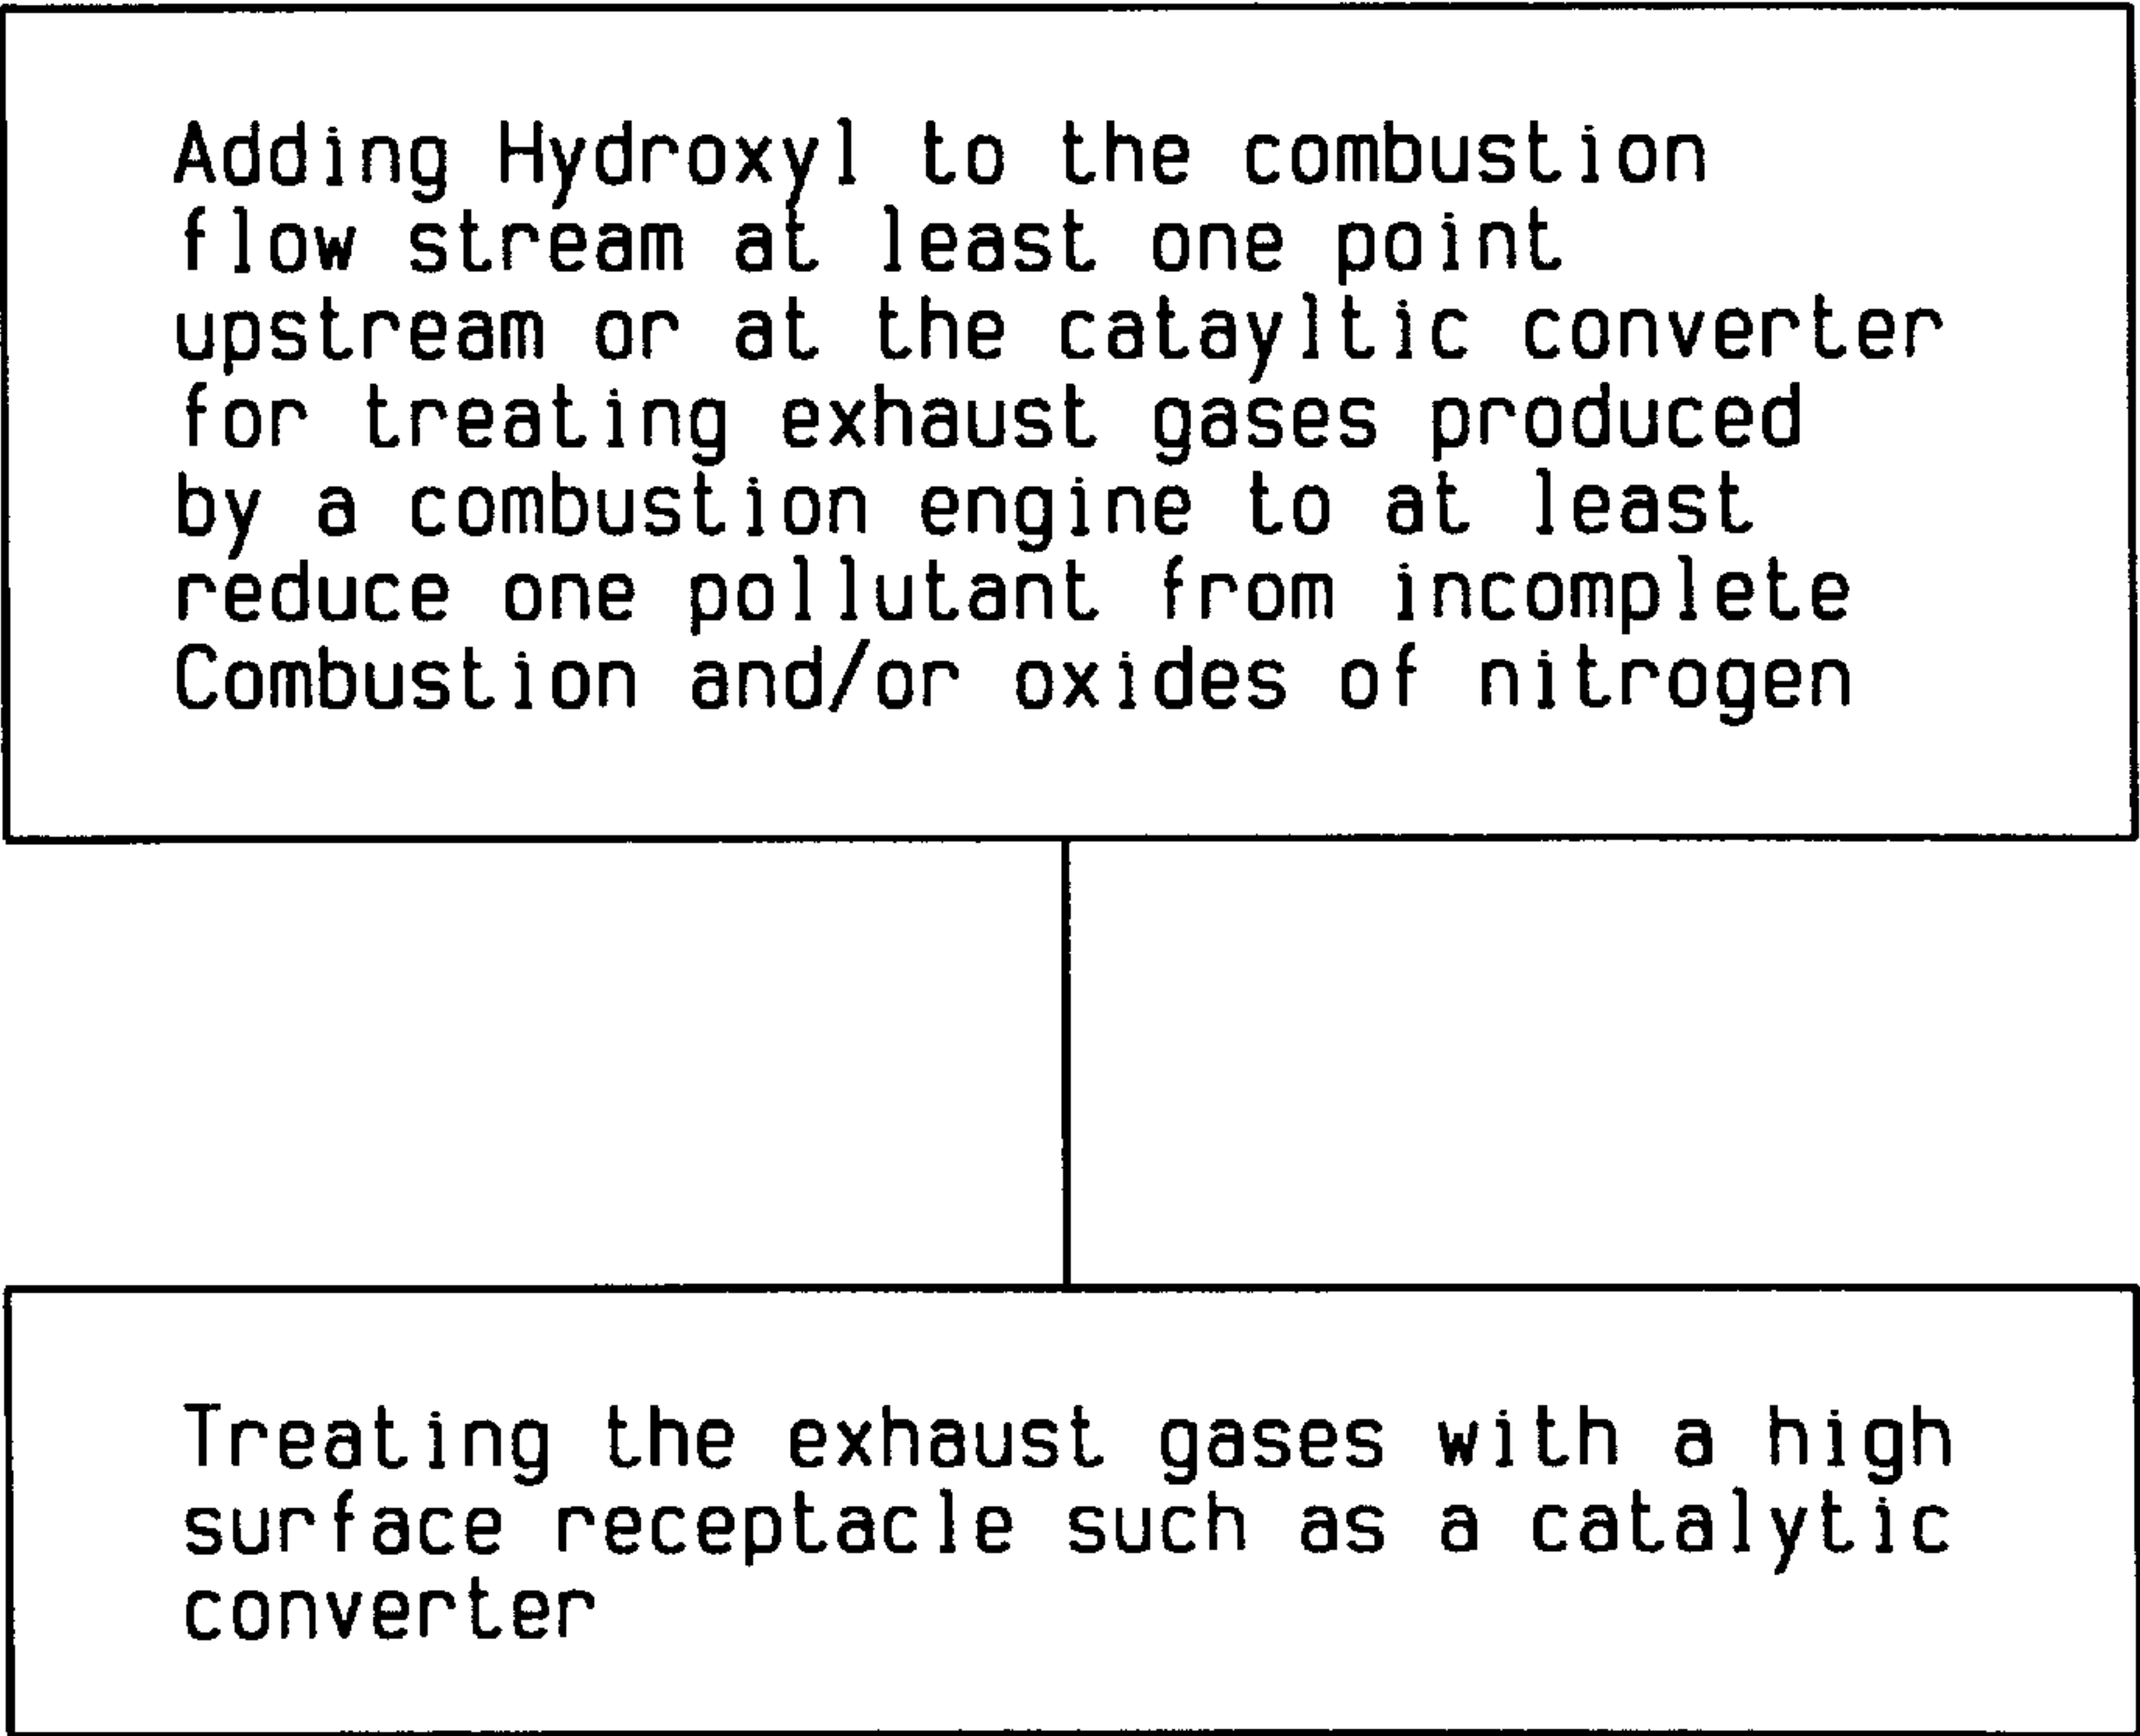 Adding Hydroxyl to the combustion
flow stream at least one point
upstream or at the catayltic converter
for treating exhaust gases produced
by a combustion engine to at least
reduce one pollutant from incomplete
Combustion and/or oxides of nitrogen
Treating the exhaust gases with a high
surface receptacle such as a catalytic
converter